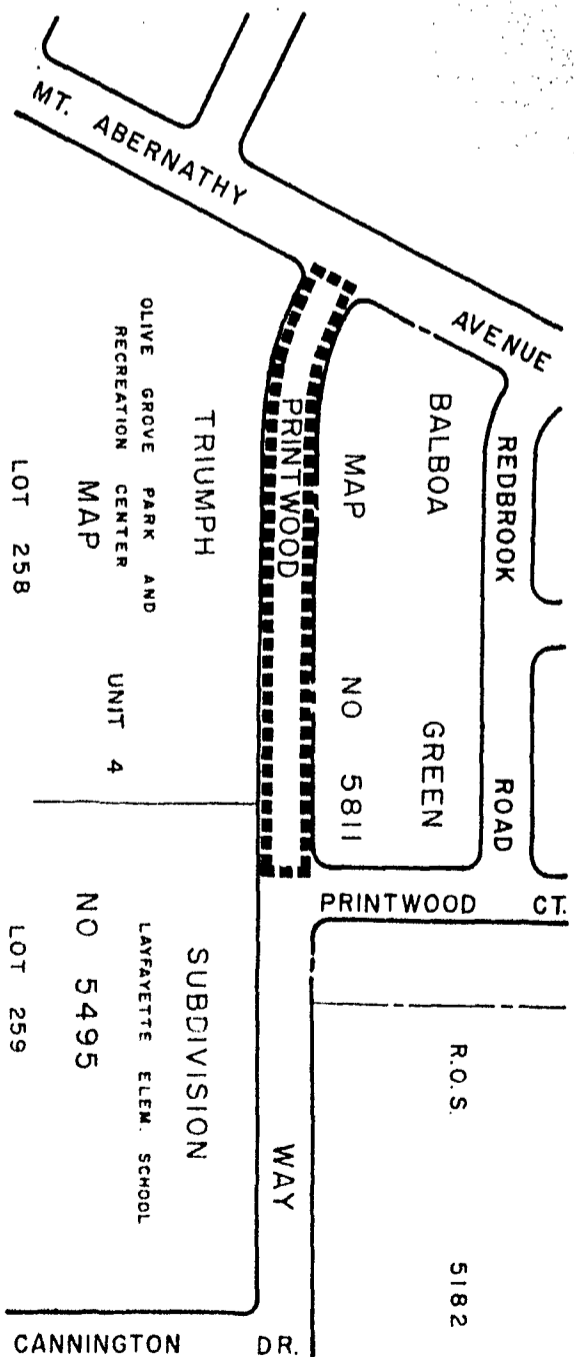 MT. ABERNATHY AVENUE
REDBROOK ROAD
BALBOA GREEN
MAP NO 5811
PRINTWOOD WAY
PRINTWOOD CT.
TRIUMPH SUBDIVISION
OLIVE GROVE PARK AND
RECREATION CENTER
LAYFAYETTE ELEM. SCHOOL
UNIT 4
MAP NO 5495
LOT 258
LOT 259
R.O.S. 5182
CANNINGTON DR.